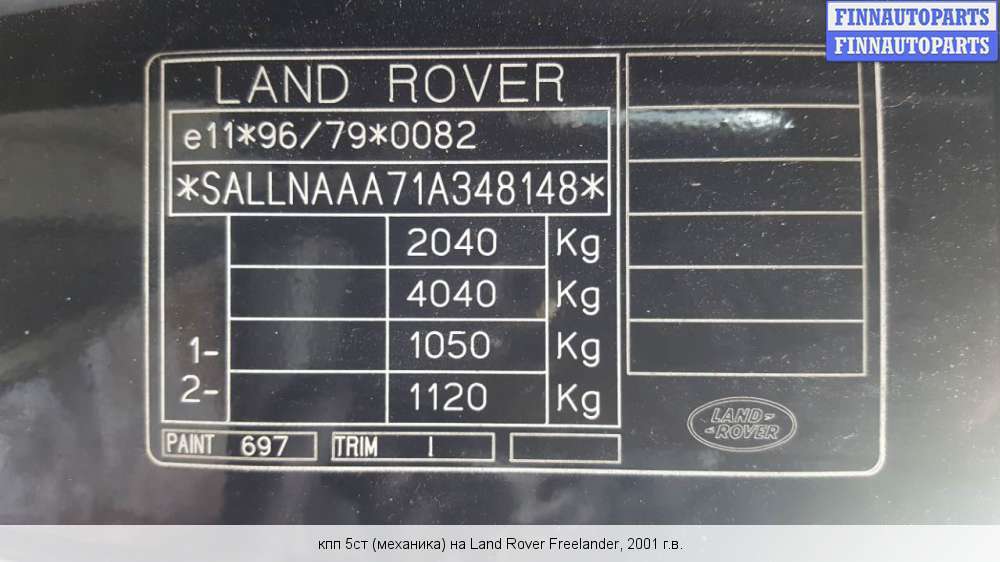 FINNAUTOPARTS
FINNAUTOPARTS
LAND ROVER
e11*96/79*0082
*SALLNAAA71A348148*
2040 Kg
4040 Kg
1- 1050 Kg
2- 1120 Kg
PAINT 697 TRIM I
LAND-
-ROVER
кпп 5ст (механика) на Land Rover Freelander, 2001 г.в.